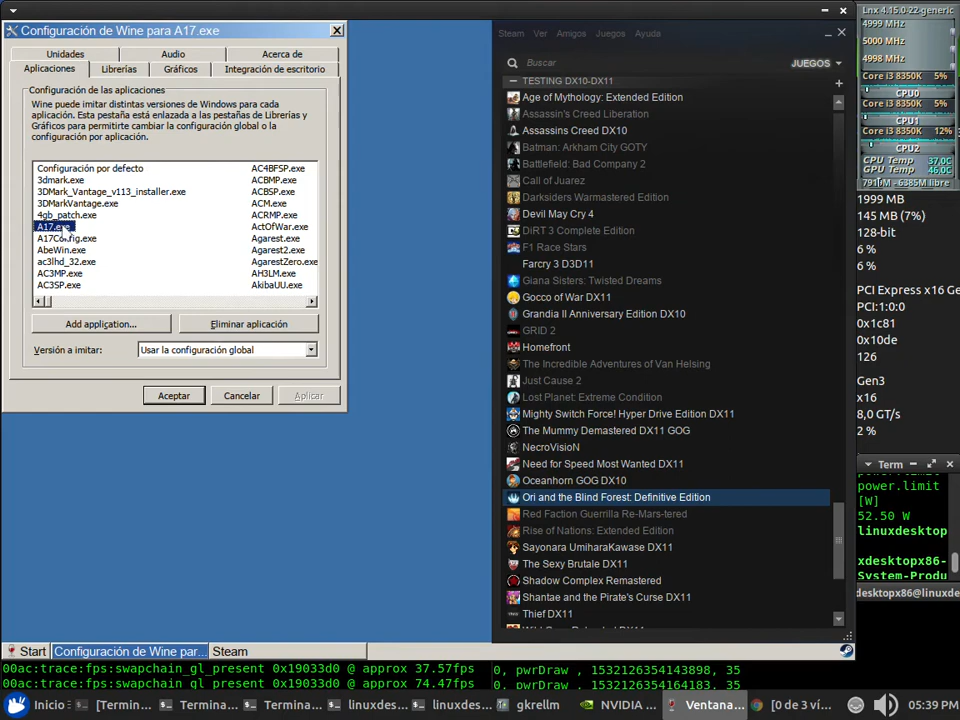 Configuración de Wine para A17.exe
Unidades
Audio
Acerca de
Aplicaciones
Librerías
Gráficos
Integración de escritorio
Configuración de las aplicaciones
Wine puede imitar distintas versiones de Windows para cada
aplicación. Esta pestaña está enlazada a las pestañas de Librerías y
Gráficos para permitirte cambiar la configuración global o la
configuración por aplicación.
Configuración por defecto
AC4BFSP.exe
3dmark.exe
ACBMP.exe
3DMark_Vantage_v113_installer.exe
ACBSP.exe
3DMarkVantage.exe
ACM.exe
4gb_patch.exe
ACRMP.exe
A17.exe
ActOfWar.exe
A17Config.exe
Agarest.exe
AbeWin.exe
Agarest2.exe
ac3lhd_32.exe
AgarestZero.exe
AC3MP.exe
AH3LM.exe
AC3SP.exe
AkibaUU.exe
Add application...
Eliminar aplicación
Versión a imitar:
Usar la configuración global
Aceptar
Cancelar
Aplicar
Steam Ver Amigos Juegos Ayuda
Buscar
JUEGOS
TESTING DX10-DX11
Age of Mythology: Extended Edition
Assassin's Creed Liberation
Assassins Creed DX10
Batman: Arkham City GOTY
Battlefield: Bad Company 2
Call of Juarez
Darksiders Warmastered Edition
Devil May Cry 4
DiRT 3 Complete Edition
F1 Race Stars
Farcry 3 D3D11
Giana Sisters: Twisted Dreams
Gocco of War DX11
Grandia II Anniversary Edition DX10
GRID 2
Homefront
The Incredible Adventures of Van Helsing
Just Cause 2
Lost Planet: Extreme Condition
Mighty Switch Force! Hyper Drive Edition DX11
The Mummy Demastered DX11 GOG
NecroVisioN
Need for Speed Most Wanted DX11
Oceanhorn GOG DX10
Ori and the Blind Forest: Definitive Edition
Red Faction Guerrilla Re-Mars-tered
Rise of Nations: Extended Edition
Sayonara UmiharaKawase DX11
The Sexy Brutale DX11
Shadow Complex Remastered
Shantae and the Pirate's Curse DX11
Thief DX11
Lnx 4.15.0-22-generic
4999 MHz
5000 MHz
4998 MHz
Core i3 8350K 5%
CPU0
Core i3 8350K 5%
CPU1
Core i3 8350K 12%
CPU2
CPU Temp 37,0C
GPU Temp 46,0C
7915M - 6385M libre
1999 MB
145 MB (7%)
128-bit
6 %
6 %
PCI Express x16 Ge
PCI:1:0:0
0x1c81
0x10de
126
Gen3
x16
8,0 GT/s
2 %
Term
power.limit
power.limit
[W]
52.50 W
linuxdesktop
xdesktopx86-
System-Produ
desktopx86@linuxde
Start
Configuración de Wine par...
Steam
00ac:trace:fps:swapchain_gl_present 0x19033d0 @ approx 37.57fps
00ac:trace:fps:swapchain_gl_present 0x19033d0 @ approx 74.47fps
0, pwrDraw , 1532126354143898, 35
0, pwrDraw , 1532126354164183, 35
Inicio
[Termin...
Termina...
Termina...
linuxdes...
linuxdes...
gkrellm
NVIDIA ...
Ventana...
[0 de 3 ví...
05:39 PM